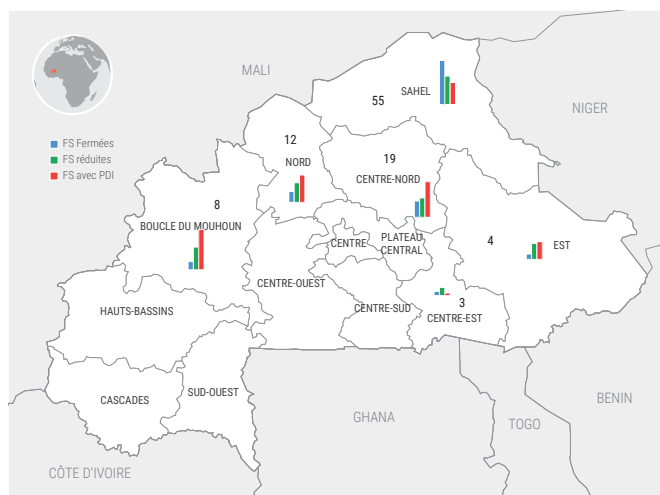 MALI
NIGER
FS Fermées
FS réduites
FS avec PDI
55
SAHEL
12
NORD
19
CENTRE-NORD
8
BOUCLE DU MOUHOUN
4
EST
CENTRE
PLATEAU
CENTRAL
CENTRE-OUEST
3
CENTRE-EST
CENTRE-SUD
HAUTS-BASSINS
CASCADES
SUD-OUEST
GHANA
TOGO
BENIN
CÔTE D'IVOIRE